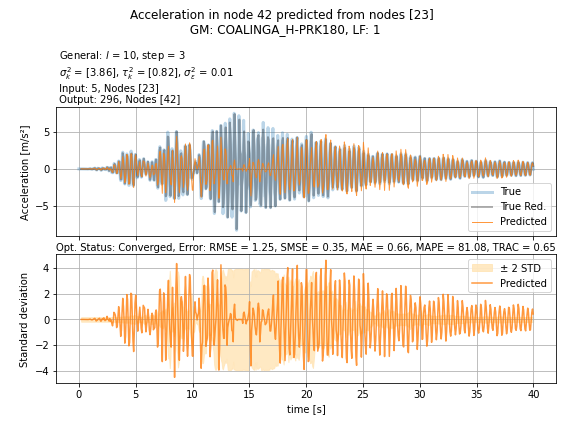 Acceleration in node 42 predicted from nodes [23]
GM: COALINGA_H-PRK180, LF: 1
General: l = 10, step = 3
σ²ₖ = [3.86], τ²ₖ = [0.82], σ²ε = 0.01
Input: 5, Nodes [23]
Output: 296, Nodes [42]
Acceleration [m/s²]
5
0
−5
True
True Red.
Predicted
Opt. Status: Converged, Error: RMSE = 1.25, SMSE = 0.35, MAE = 0.66, MAPE = 81.08, TRAC = 0.65
Standard deviation
4
2
0
−2
−4
± 2 STD
Predicted
0 5 10 15 20 25 30 35 40
time [s]